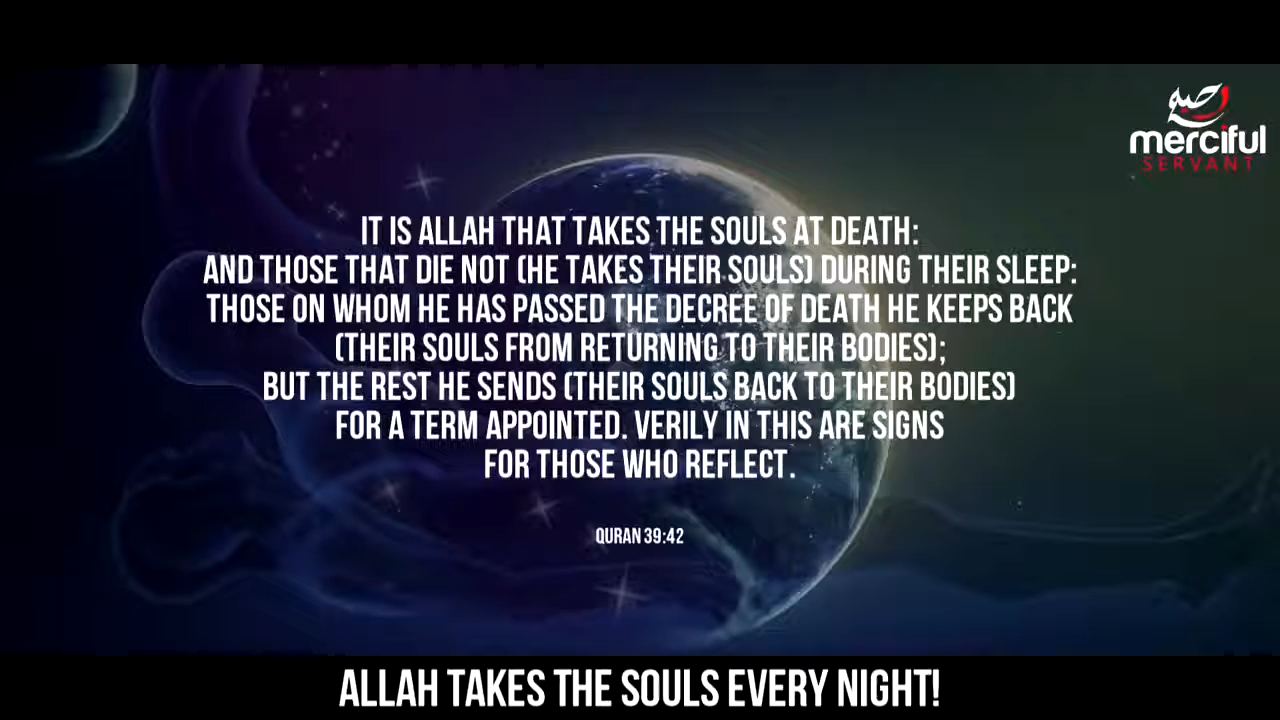 merciful
SERVANT
IT IS ALLAH THAT TAKES THE SOULS AT DEATH:
AND THOSE THAT DIE NOT (HE TAKES THEIR SOULS) DURING THEIR SLEEP:
THOSE ON WHOM HE HAS PASSED THE DECREE OF DEATH HE KEEPS BACK
(THEIR SOULS FROM RETURNING TO THEIR BODIES);
BUT THE REST HE SENDS (THEIR SOULS BACK TO THEIR BODIES)
FOR A TERM APPOINTED. VERILY IN THIS ARE SIGNS
FOR THOSE WHO REFLECT.
QURAN 39:42
ALLAH TAKES THE SOULS EVERY NIGHT!